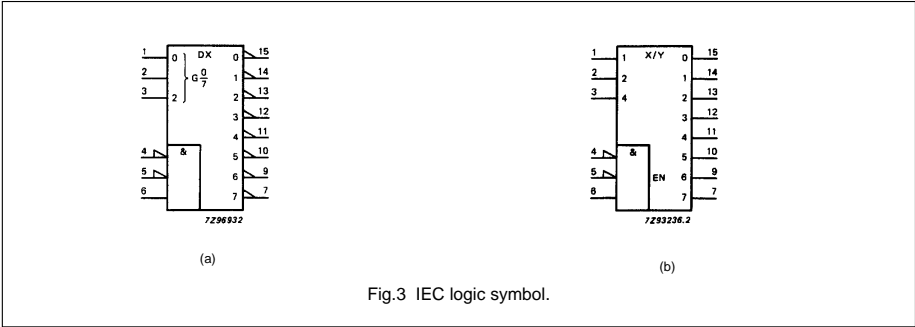 1 0 DX 0 15
2 G 0/7 1 14
3 2 2 13
3 12
4 11
4 & 5 10
5 6 9
6 7 7
7Z96932
(a)
1 1 X/Y 0 15
2 2 1 14
3 4 2 13
3 12
4 11
4 & 5 10
5 EN 6 9
6 7 7
7Z93236.2
(b)
Fig.3 IEC logic symbol.